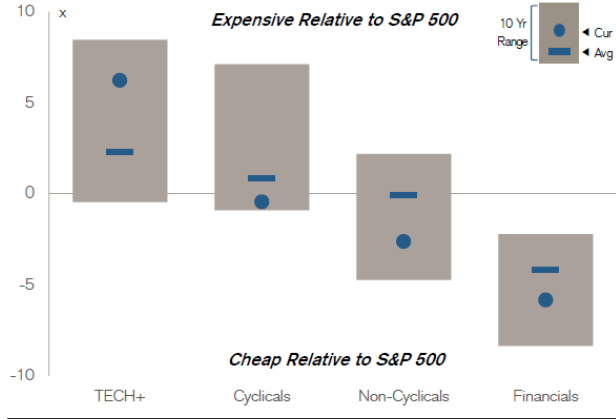 10
x
Expensive Relative to S&P 500
10 Yr
Range
◄ Cur
◄ Avg
5
0
-5
Cheap Relative to S&P 500
-10
TECH+ Cyclicals Non-Cyclicals Financials